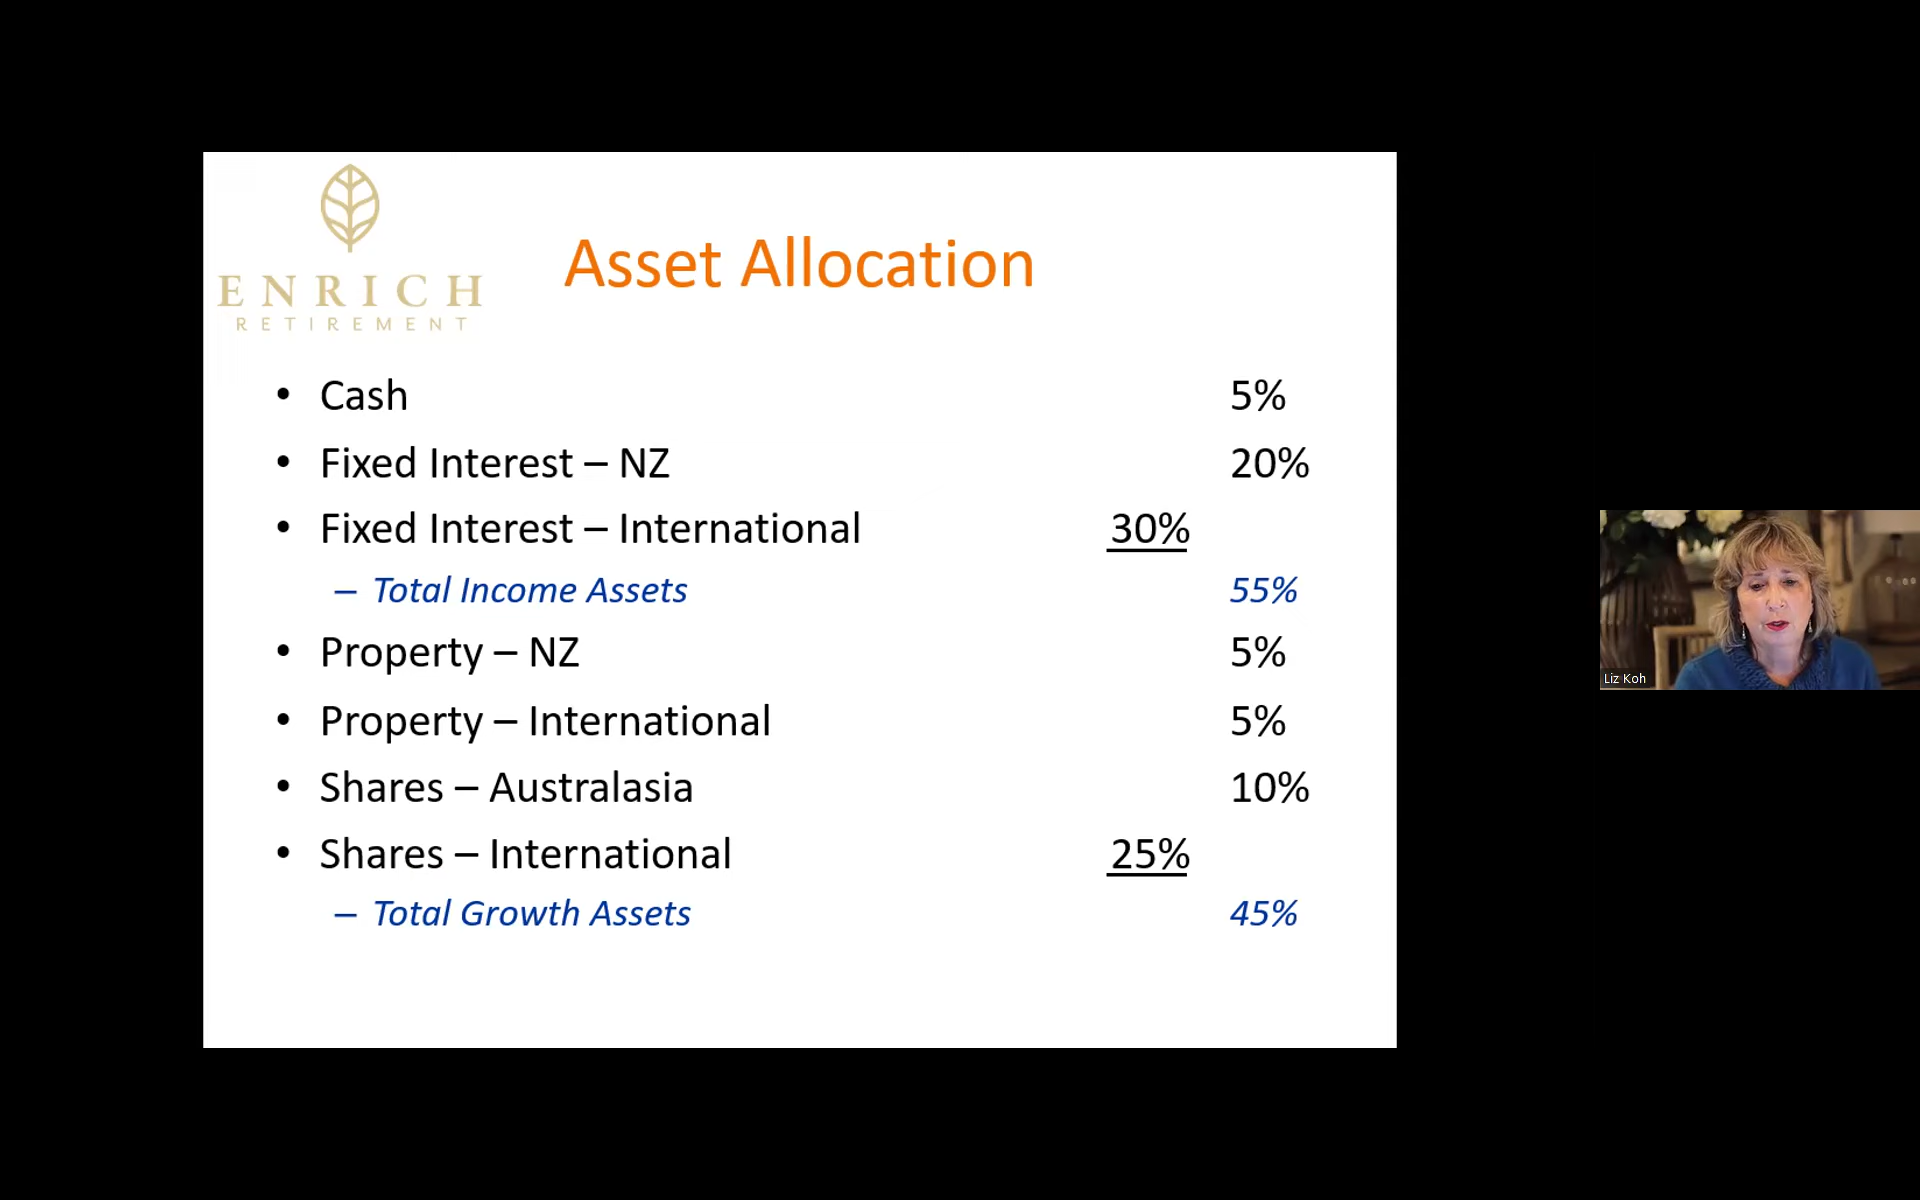 ENRICH
RETIREMENT
Asset Allocation
• Cash 5%
• Fixed Interest – NZ 20%
• Fixed Interest – International 30%
– Total Income Assets 55%
• Property – NZ 5%
• Property – International 5%
• Shares – Australasia 10%
• Shares – International 25%
– Total Growth Assets 45%
Liz Koh